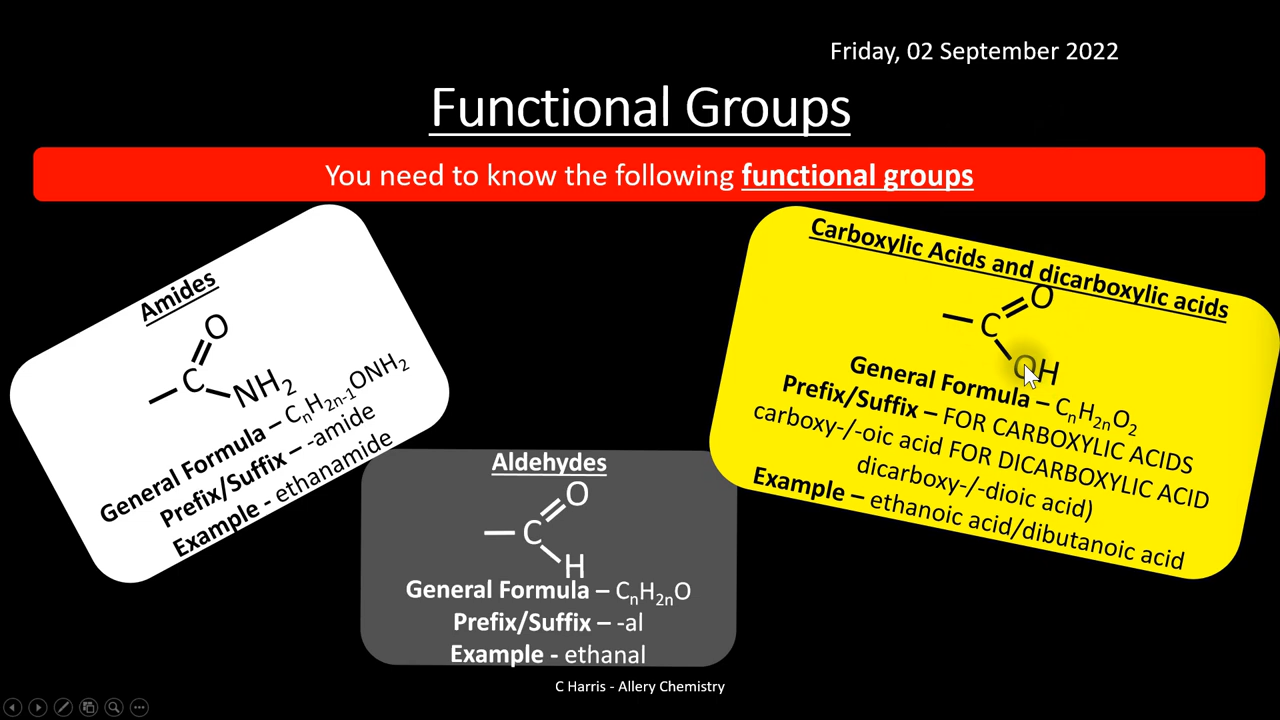 Friday, 02 September 2022
Functional Groups
You need to know the following functional groups
Amides
O
C
NH₂
General Formula – CₙH₂ₙ₋₁ONH₂
Prefix/Suffix – -amide
Example - ethanamide
Aldehydes
O
C
H
General Formula – CₙH₂ₙO
Prefix/Suffix – -al
Example - ethanal
Carboxylic Acids and dicarboxylic acids
O
C
OH
General Formula – CₙH₂ₙO₂
Prefix/Suffix – FOR CARBOXYLIC ACIDS
carboxy-/-oic acid FOR DICARBOXYLIC ACID
dicarboxy-/-dioic acid)
Example – ethanoic acid/dibutanoic acid
C Harris - Allery Chemistry